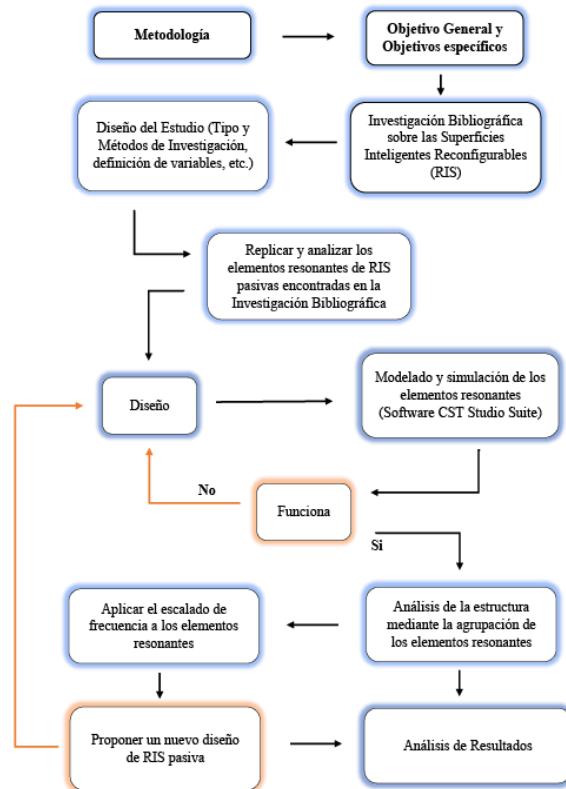 Metodología
Objetivo General y
Objetivos específicos
Investigación Bibliográfica
sobre las Superficies
Inteligentes Reconfigurables
(RIS)
Diseño del Estudio (Tipo y
Métodos de Investigación,
definición de variables, etc.)
Replicar y analizar los
elementos resonantes de RIS
pasivas encontradas en la
Investigación Bibliográfica
Diseño
Modelado y simulación de los
elementos resonantes
(Software CST Studio Suite)
No
Funciona
Si
Aplicar el escalado de
frecuencia a los elementos
resonantes
Análisis de la estructura
mediante la agrupación de
los elementos resonantes
Proponer un nuevo diseño
de RIS pasiva
Análisis de Resultados